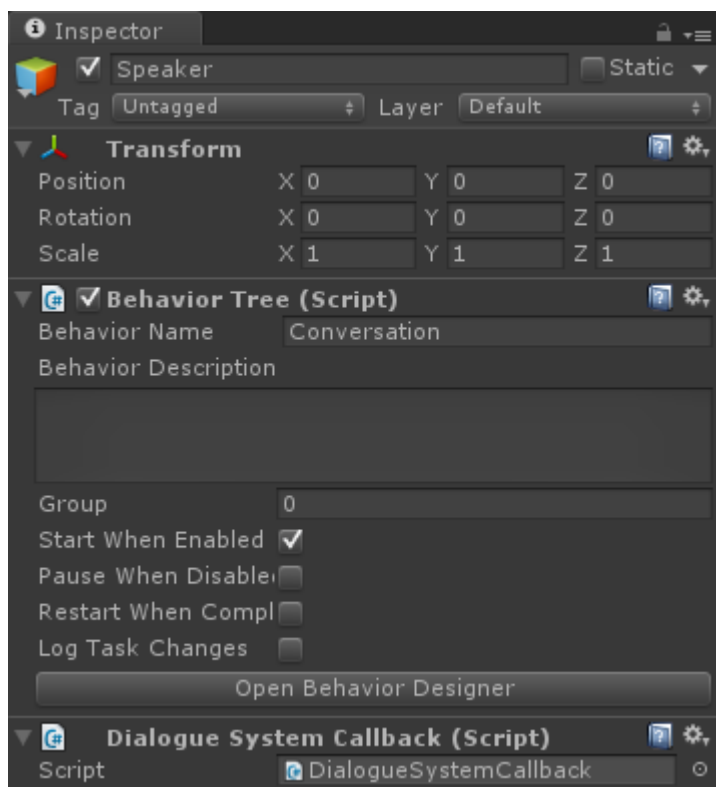 Inspector
Speaker Static
Tag Untagged Layer Default
Transform
Position X 0 Y 0 Z 0
Rotation X 0 Y 0 Z 0
Scale X 1 Y 1 Z 1
Behavior Tree (Script)
Behavior Name Conversation
Behavior Description
Group 0
Start When Enabled
Pause When Disable
Restart When Compl
Log Task Changes
Open Behavior Designer
Dialogue System Callback (Script)
Script DialogueSystemCallback